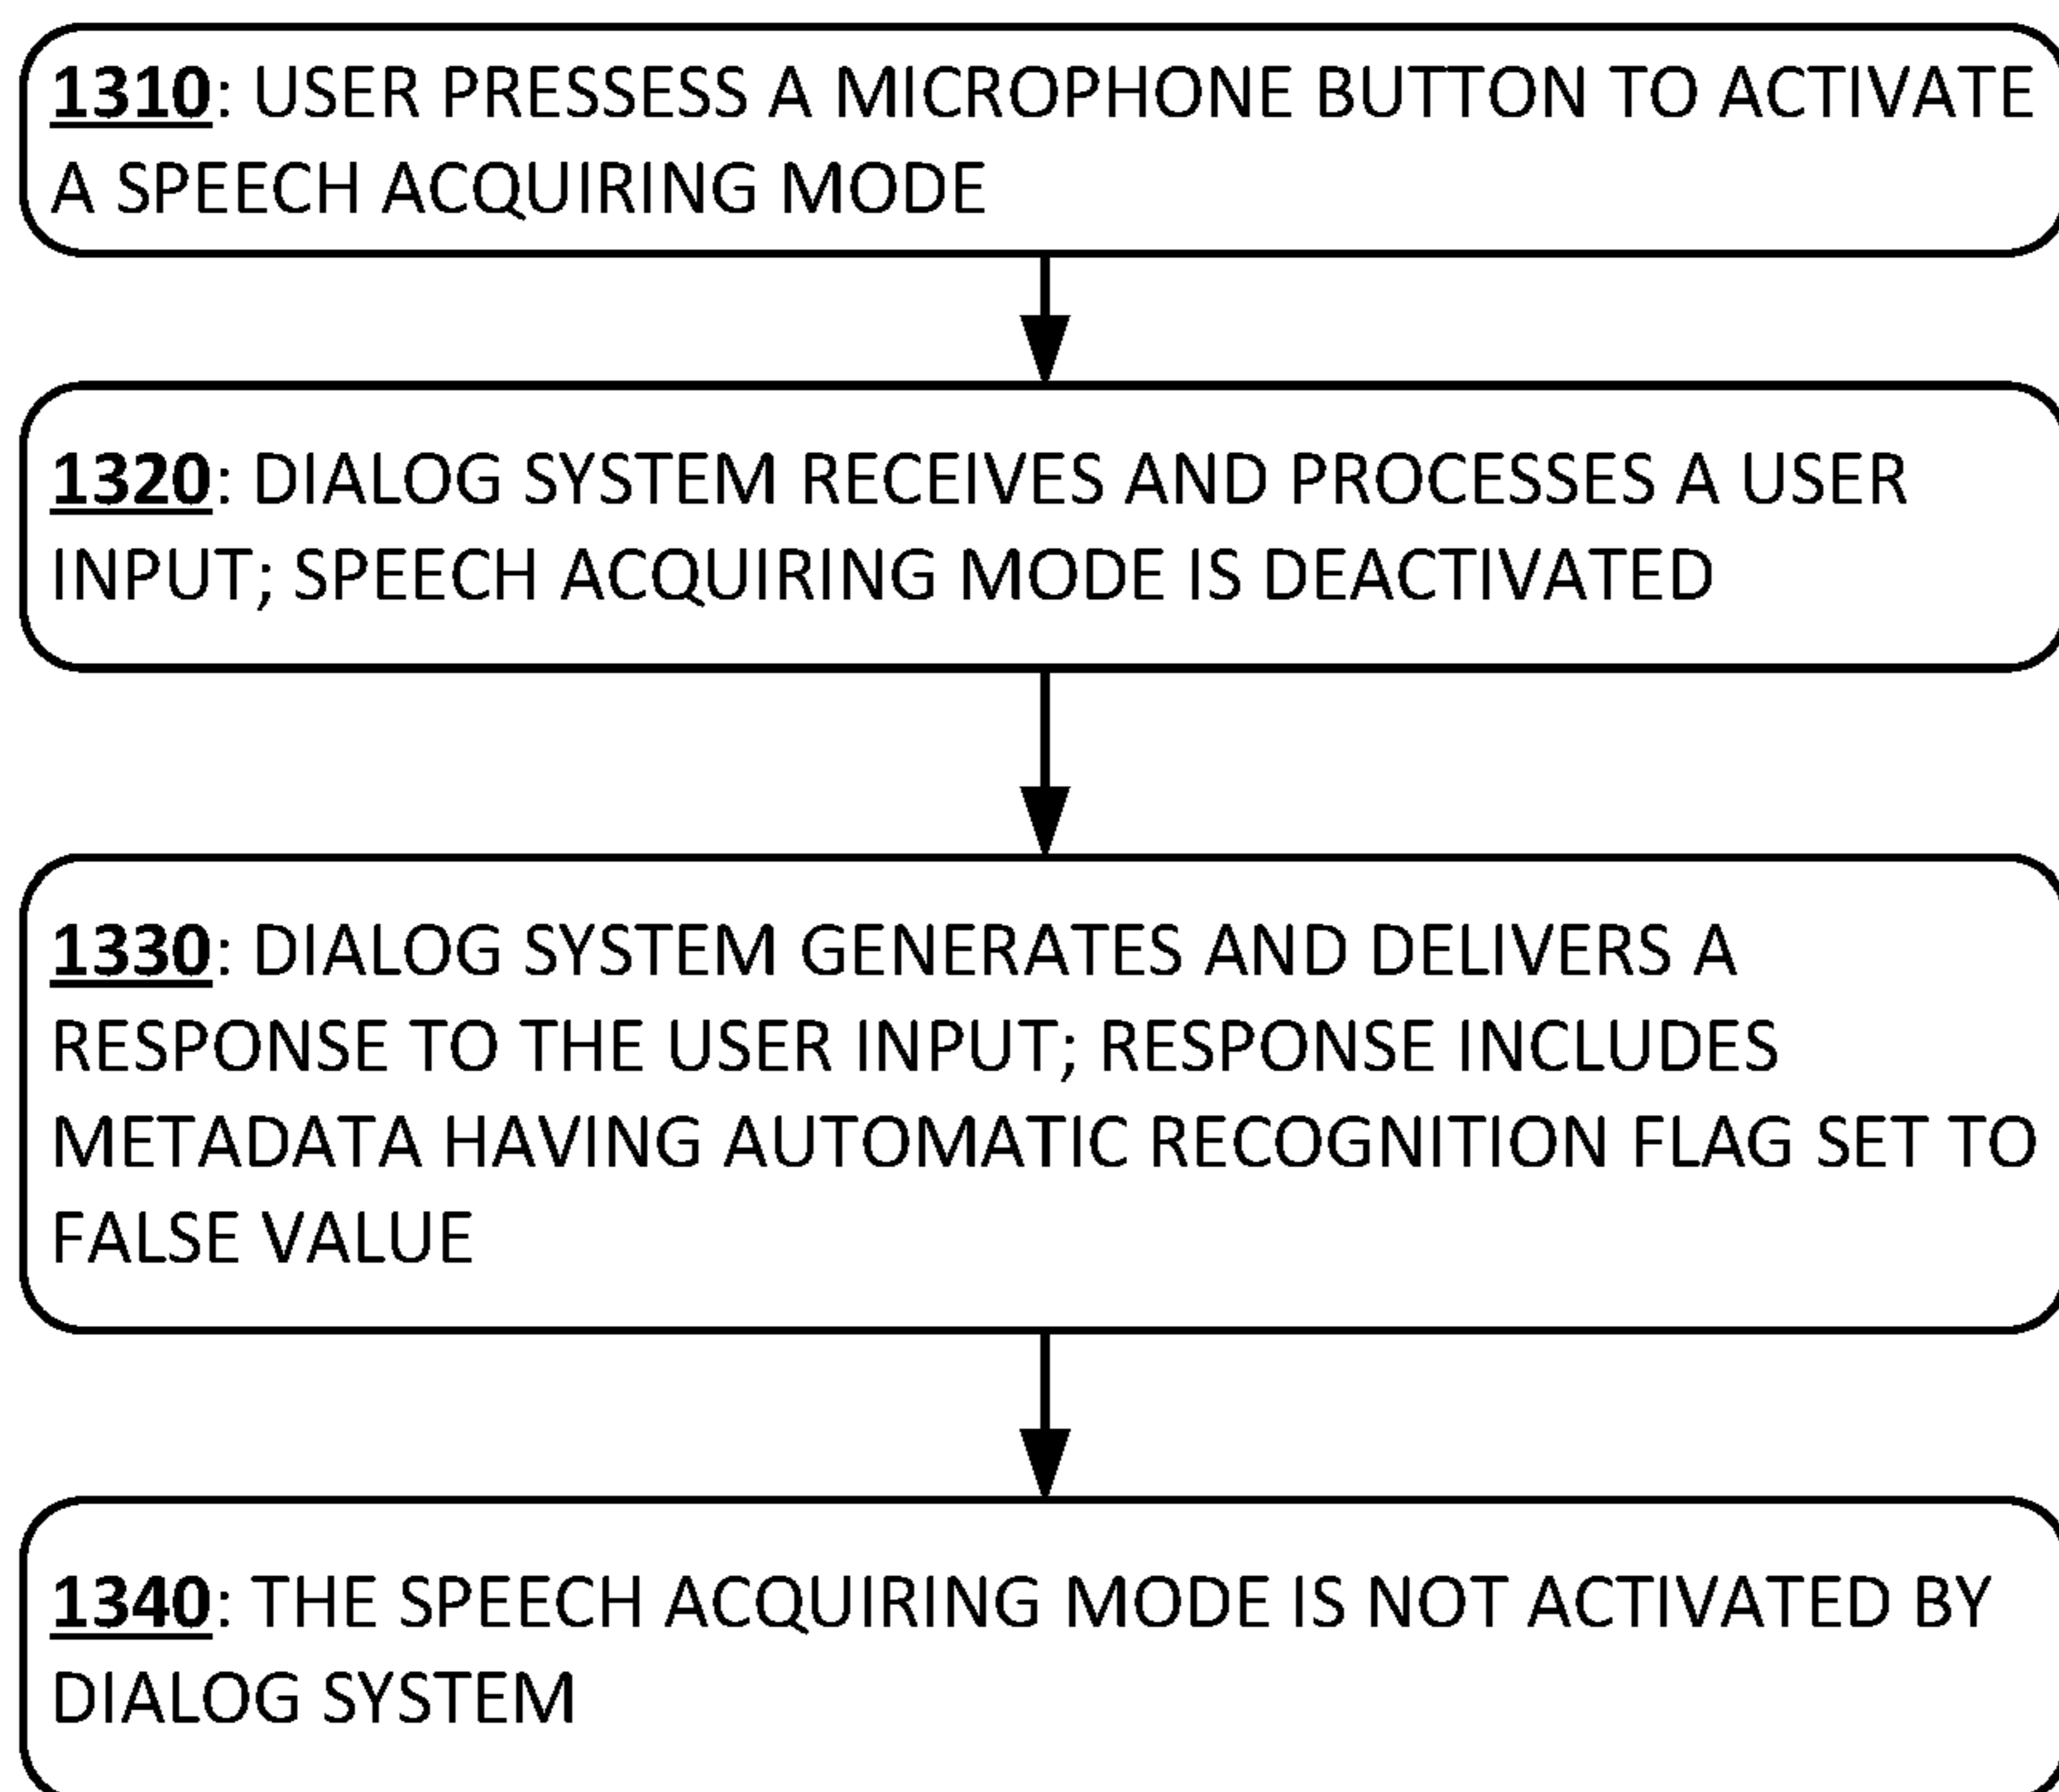 1310: USER PRESSESS A MICROPHONE BUTTON TO ACTIVATE
A SPEECH ACQUIRING MODE
1320: DIALOG SYSTEM RECEIVES AND PROCESSES A USER
INPUT; SPEECH ACQUIRING MODE IS DEACTIVATED
1330: DIALOG SYSTEM GENERATES AND DELIVERS A
RESPONSE TO THE USER INPUT; RESPONSE INCLUDES
METADATA HAVING AUTOMATIC RECOGNITION FLAG SET TO
FALSE VALUE
1340: THE SPEECH ACQUIRING MODE IS NOT ACTIVATED BY
DIALOG SYSTEM